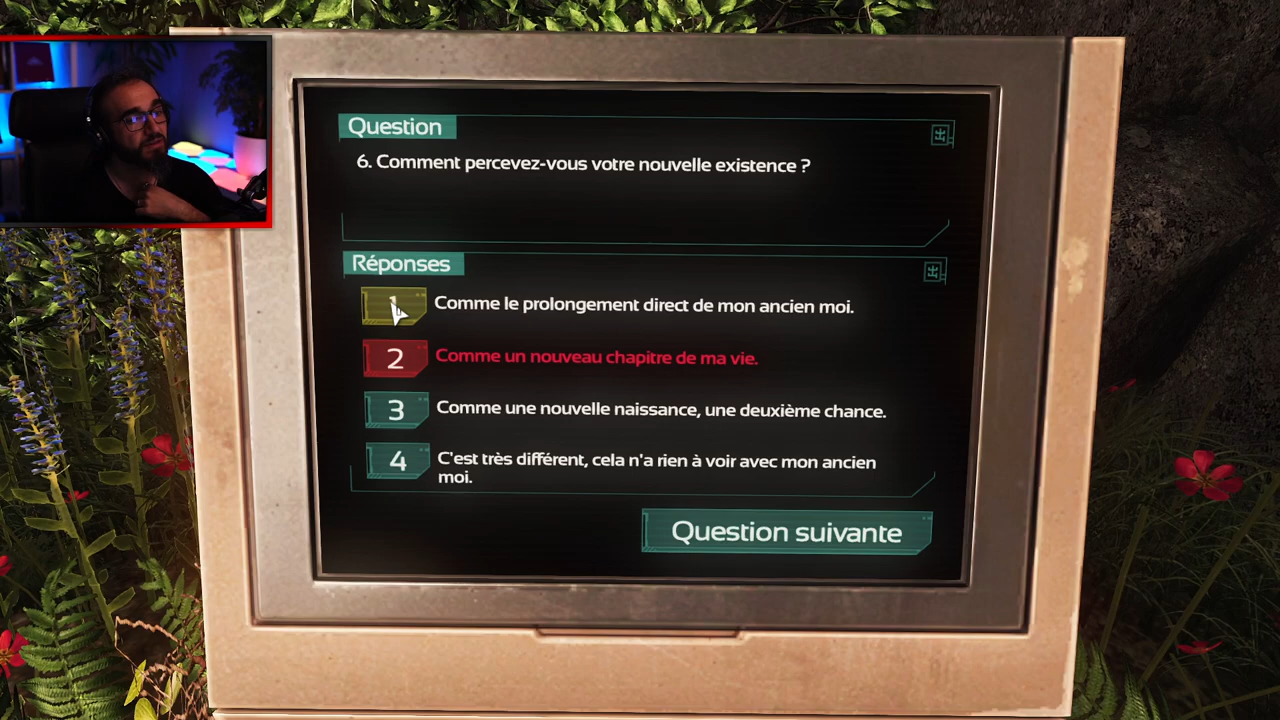 Question
6. Comment percevez-vous votre nouvelle existence ?
Réponses
1 Comme le prolongement direct de mon ancien moi.
2 Comme un nouveau chapitre de ma vie.
3 Comme une nouvelle naissance, une deuxième chance.
4 C'est très différent, cela n'a rien à voir avec mon ancien
moi.
Question suivante